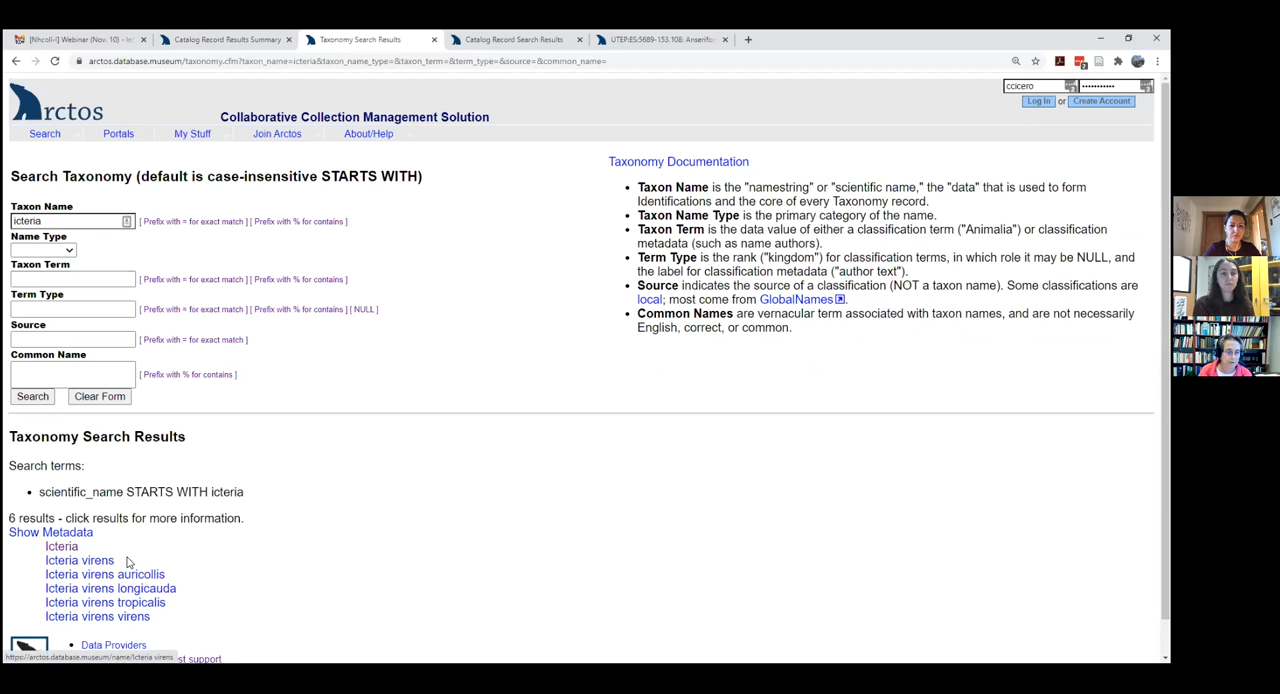 [Nhcoll-l] Webinar (Nov. 10) - In
Catalog Record Results Summary
Taxonomy Search Results
Catalog Record Search Results
UTEP:ES:5689-153.108: Anserifor
arctos.database.museum/taxonomy.cfm?taxon_name=icteria&taxon_name_type=&taxon_term=&term_type=&source=&common_name=
Arctos
Collaborative Collection Management Solution
ccicero
Log In or Create Account
Search Portals My Stuff Join Arctos About/Help
Search Taxonomy (default is case-insensitive STARTS WITH)
Taxon Name
icteria [ Prefix with = for exact match ] [ Prefix with % for contains ]
Name Type
Taxon Term
[ Prefix with = for exact match ] [ Prefix with % for contains ]
Term Type
[ Prefix with = for exact match ] [ Prefix with % for contains ] [ NULL ]
Source
[ Prefix with = for exact match ]
Common Name
[ Prefix with % for contains ]
Search Clear Form
Taxonomy Documentation
• Taxon Name is the "namestring" or "scientific name," the "data" that is used to form
Identifications and the core of every Taxonomy record.
• Taxon Name Type is the primary category of the name.
• Taxon Term is the data value of either a classification term ("Animalia") or classification
metadata (such as name authors).
• Term Type is the rank ("kingdom") for classification terms, in which role it may be NULL, and
the label for classification metadata ("author text").
• Source indicates the source of a classification (NOT a taxon name). Some classifications are
local; most come from GlobalNames.
• Common Names are vernacular term associated with taxon names, and are not necessarily
English, correct, or common.
Taxonomy Search Results
Search terms:
• scientific_name STARTS WITH icteria
6 results - click results for more information.
Show Metadata
Icteria
Icteria virens
Icteria virens auricollis
Icteria virens longicauda
Icteria virens tropicalis
Icteria virens virens
• Data Providers
https://arctos.database.museum/name/Icteria virens
st support